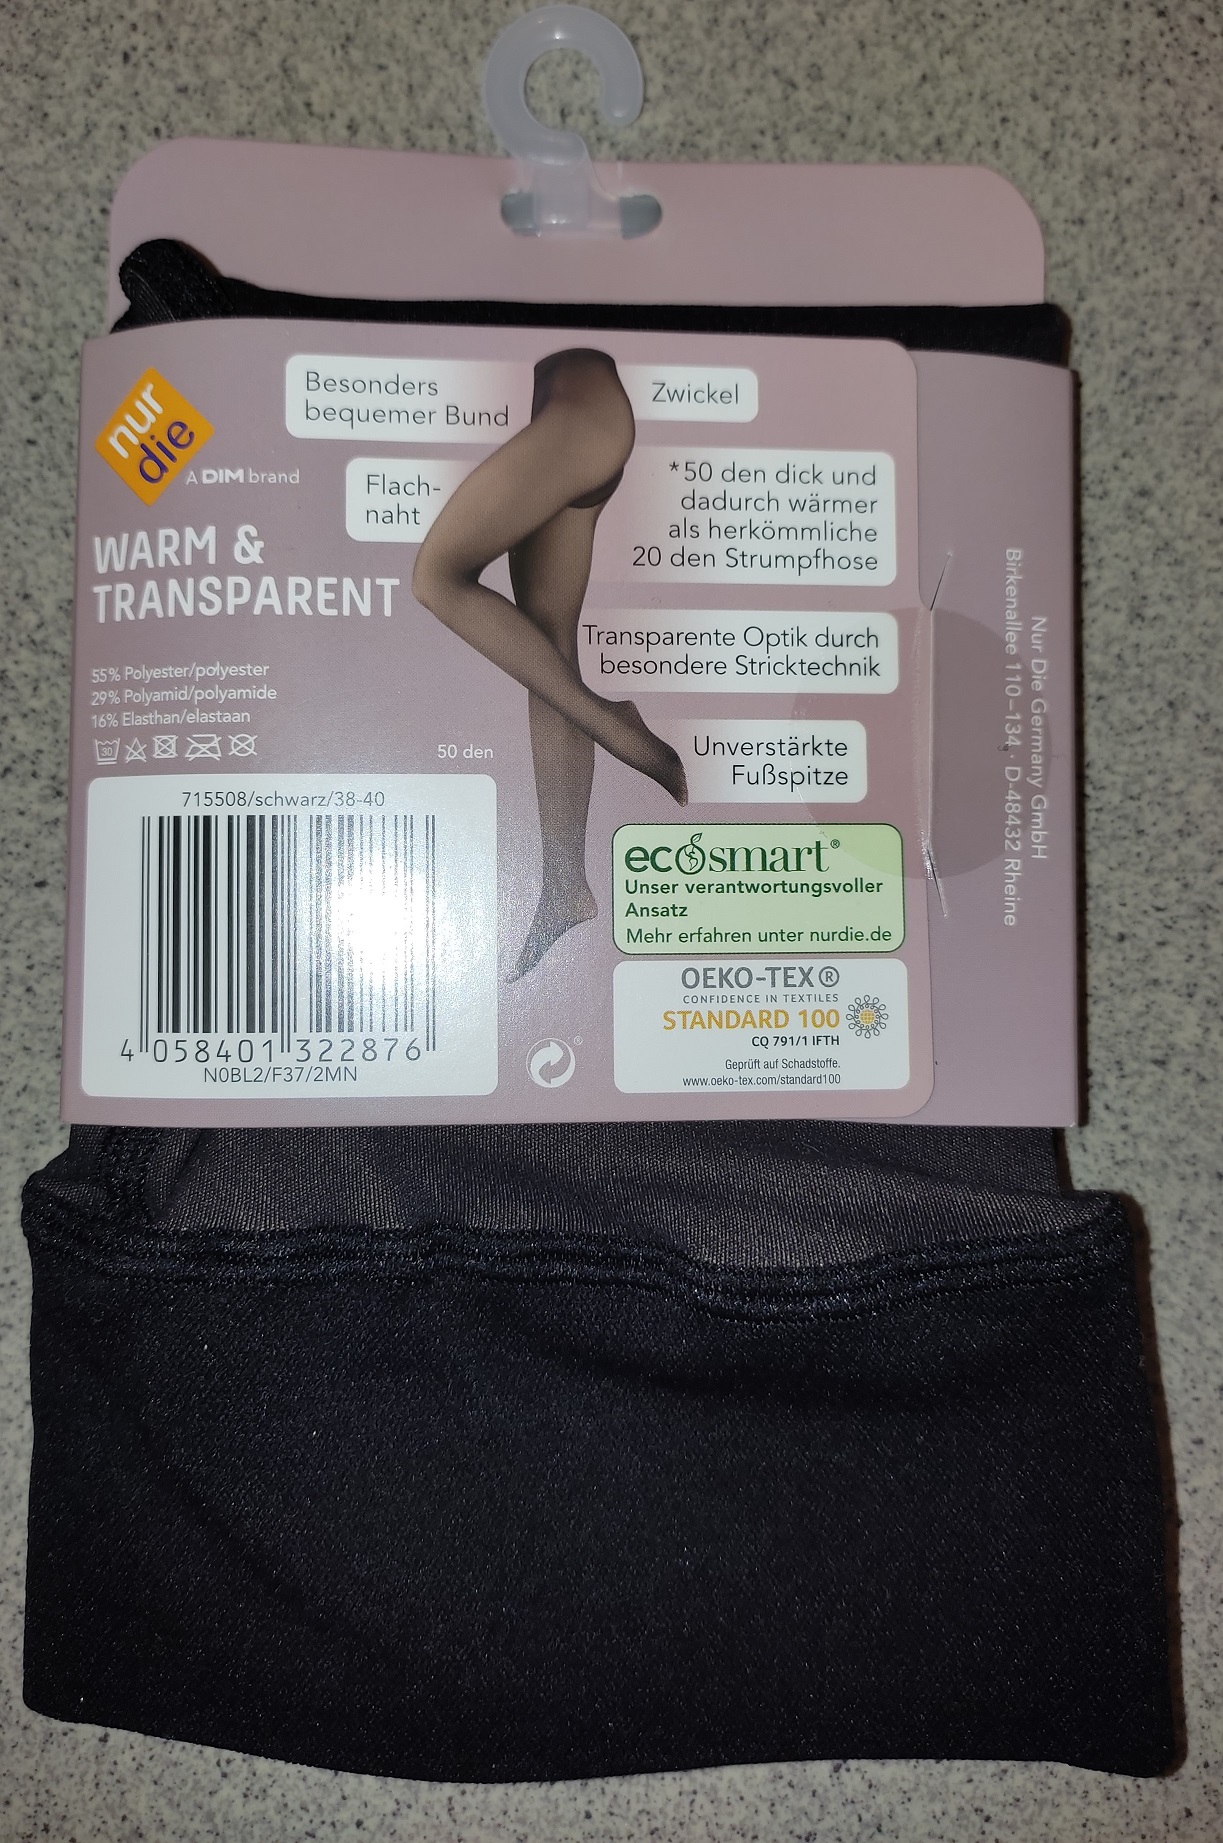 nur
die
A DIM brand
WARM &
TRANSPARENT
Besonders
bequemer Bund
Flach-
naht
Zwickel
*50 den dick und
dadurch wärmer
als herkömmliche
20 den Strumpfhose
Transparente Optik durch
besondere Stricktechnik
Unverstärkte
Fußspitze
55% Polyester/polyester
29% Polyamid/polyamide
16% Elasthan/elastaan
30
50 den
715508/schwarz/38-40
4 058401 322876
N0BL2/F37/2MN
ecosmart®
Unser verantwortungsvoller
Ansatz
Mehr erfahren unter nurdie.de
OEKO-TEX®
CONFIDENCE IN TEXTILES
STANDARD 100
CQ 791/1 IFTH
Geprüft auf Schadstoffe.
www.oeko-tex.com/standard100
®
Nur Die Germany GmbH
Birkenallee 110–134 · D-48432 Rheine